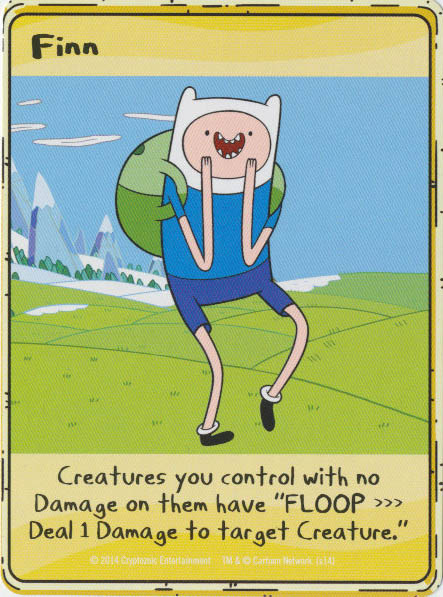 Finn
Creatures you control with no
Damage on them have "FLOOP >>>
Deal 1 Damage to target Creature."
© 2014 Cryptozoic Entertainment TM & © Cartoon Network (s14)